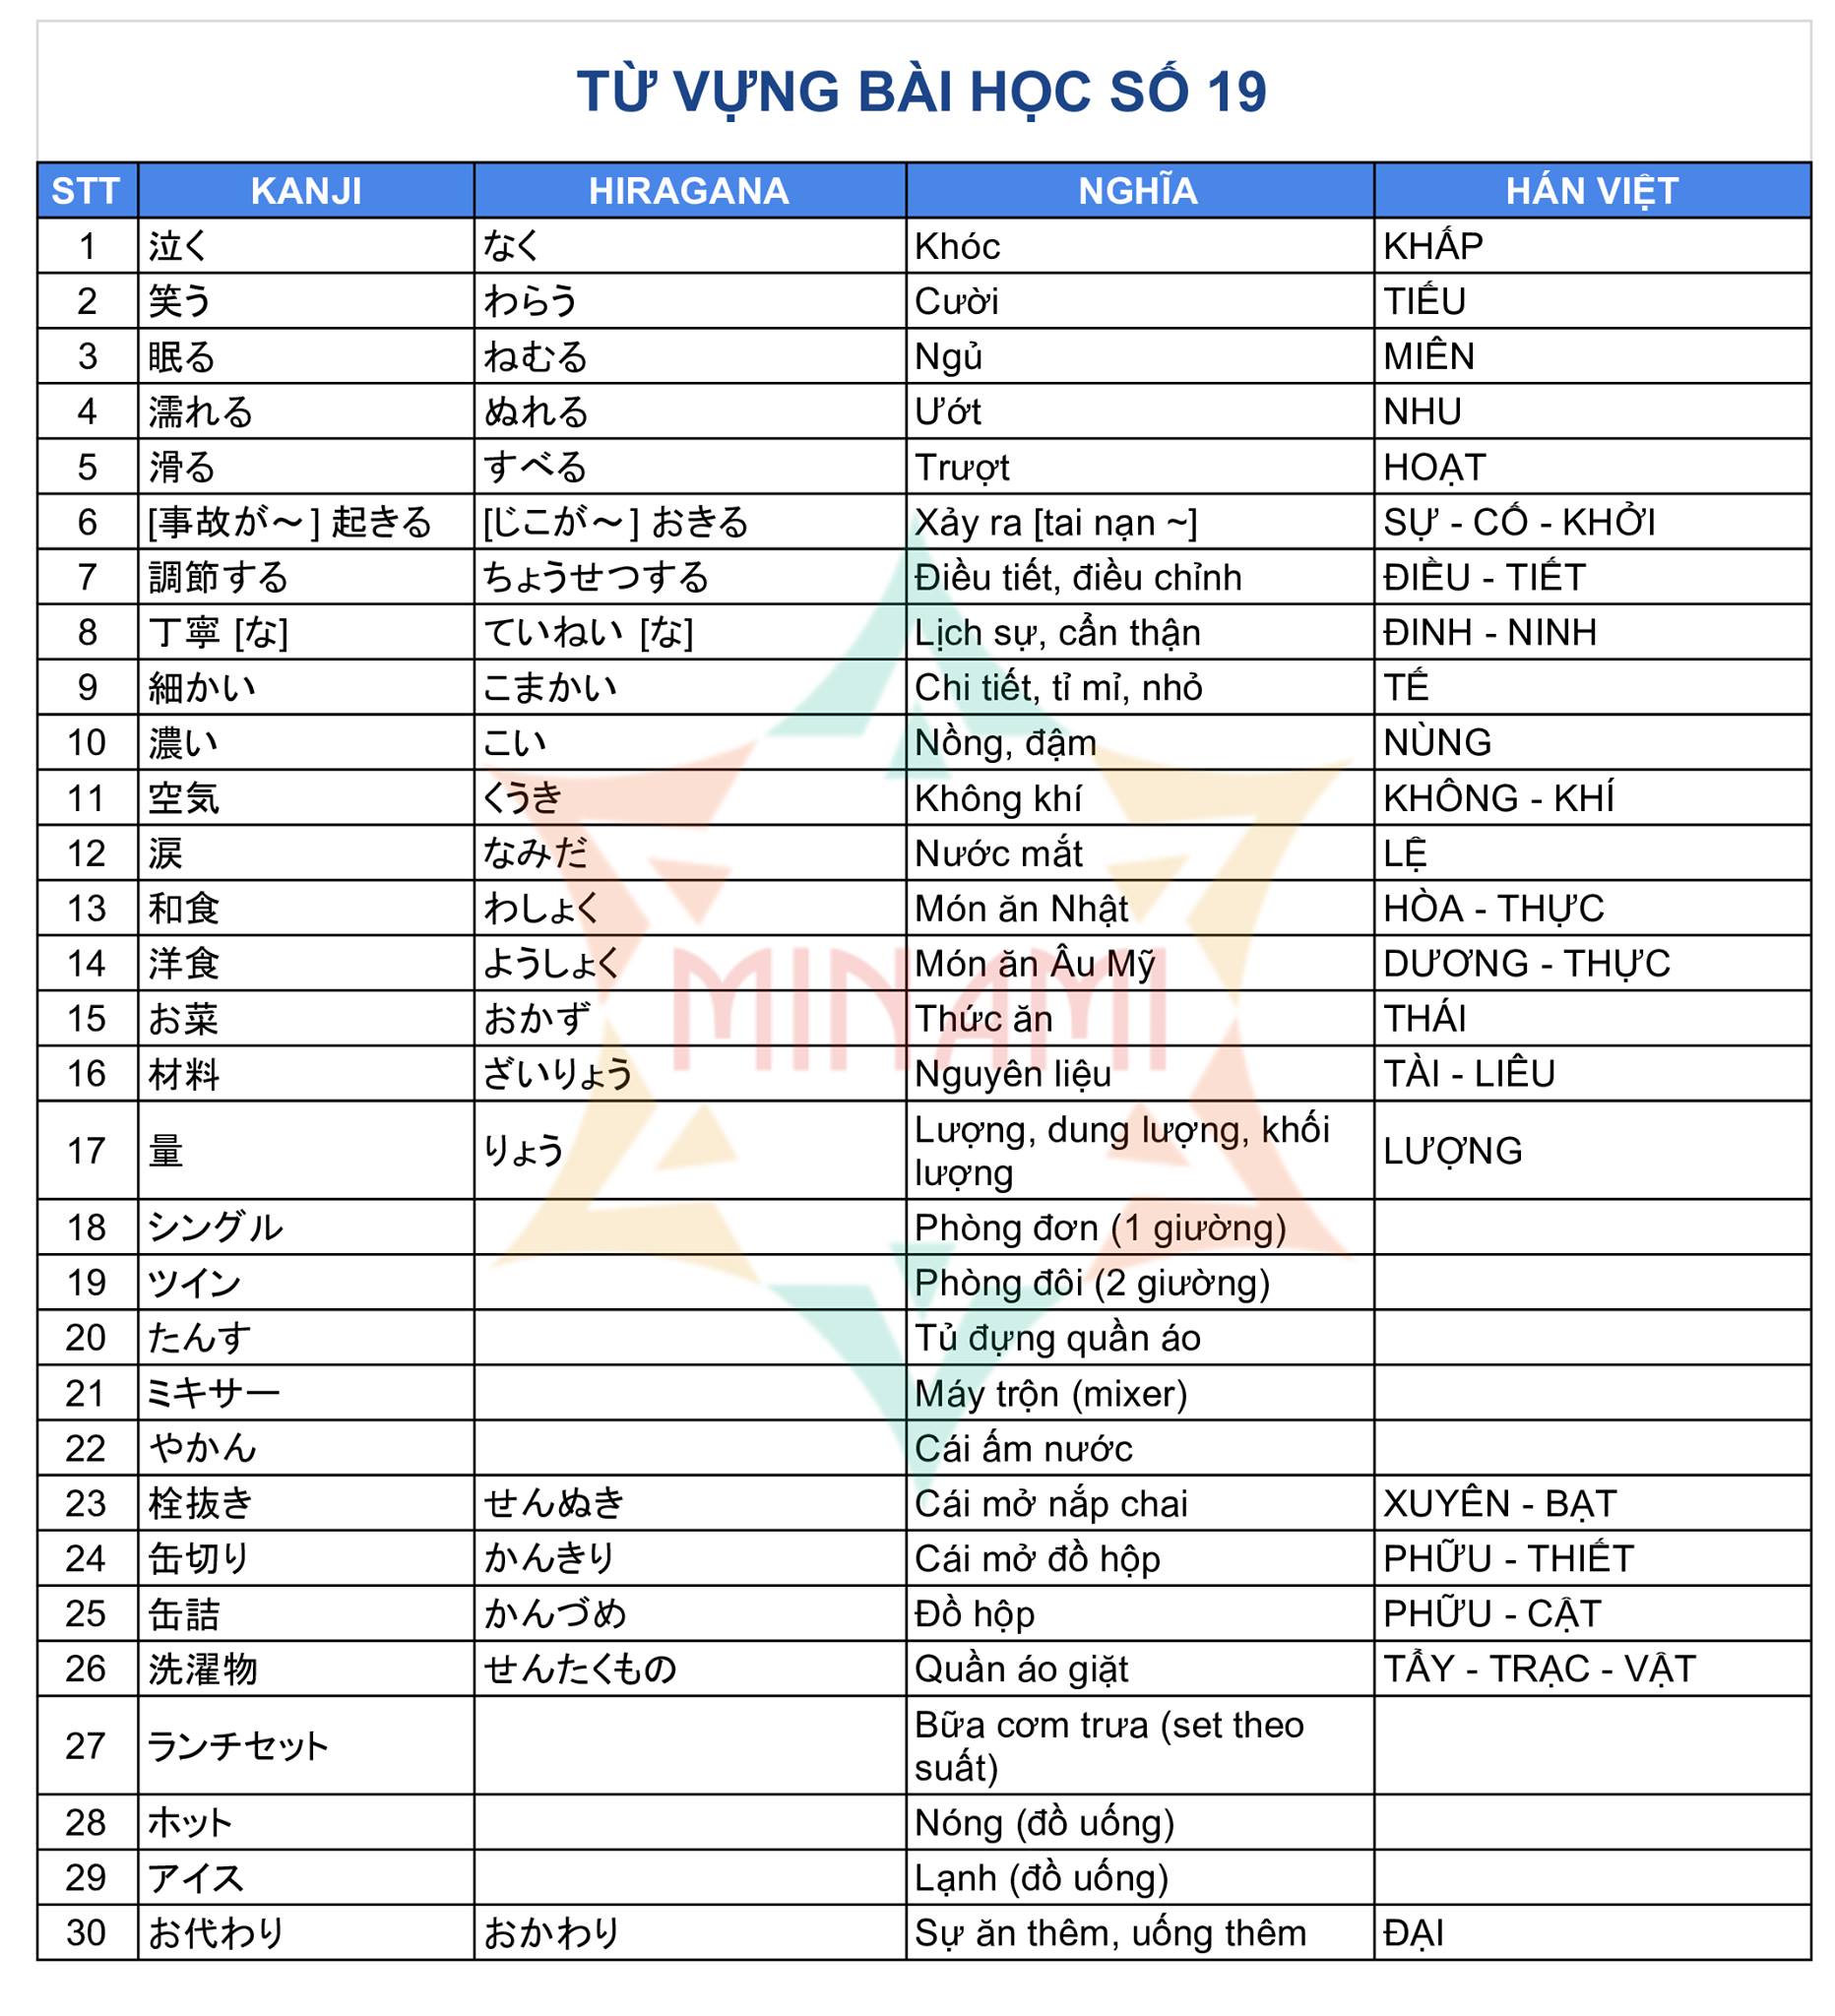 TỪ VỰNG BÀI HỌC SỐ 19
STT KANJI HIRAGANA NGHĨA HÁN VIỆT
1 泣く なく Khóc KHẤP
2 笑う わらう Cười TIẾU
3 眠る ねむる Ngủ MIÊN
4 濡れる ぬれる Ướt NHU
5 滑る すべる Trượt HOẠT
6 [事故が～] 起きる [じこが～] おきる Xảy ra [tai nạn ~] SỰ - CỐ - KHỞI
7 調節する ちょうせつする Điều tiết, điều chỉnh ĐIỀU - TIẾT
8 丁寧 [な] ていねい [な] Lịch sự, cẩn thận ĐINH - NINH
9 細かい こまかい Chi tiết, tỉ mỉ, nhỏ TẾ
10 濃い こい Nồng, đậm NÙNG
11 空気 くうき Không khí KHÔNG - KHÍ
12 涙 なみだ Nước mắt LỆ
13 和食 わしょく Món ăn Nhật HÒA - THỰC
14 洋食 ようしょく Món ăn Âu Mỹ DƯƠNG - THỰC
15 お菜 おかず Thức ăn THÁI
16 材料 ざいりょう Nguyên liệu TÀI - LIÊU
17 量 りょう Lượng, dung lượng, khối
lượng LƯỢNG
18 シングル Phòng đơn (1 giường)
19 ツイン Phòng đôi (2 giường)
20 たんす Tủ đựng quần áo
21 ミキサー Máy trộn (mixer)
22 やかん Cái ấm nước
23 栓抜き せんぬき Cái mở nắp chai XUYÊN - BẠT
24 缶切り かんきり Cái mở đồ hộp PHỮU - THIẾT
25 缶詰 かんづめ Đồ hộp PHỮU - CẬT
26 洗濯物 せんたくもの Quần áo giặt TẨY - TRẠC - VẬT
27 ランチセット Bữa cơm trưa (set theo
suất)
28 ホット Nóng (đồ uống)
29 アイス Lạnh (đồ uống)
30 お代わり おかわり Sự ăn thêm, uống thêm ĐẠI
MINAMI